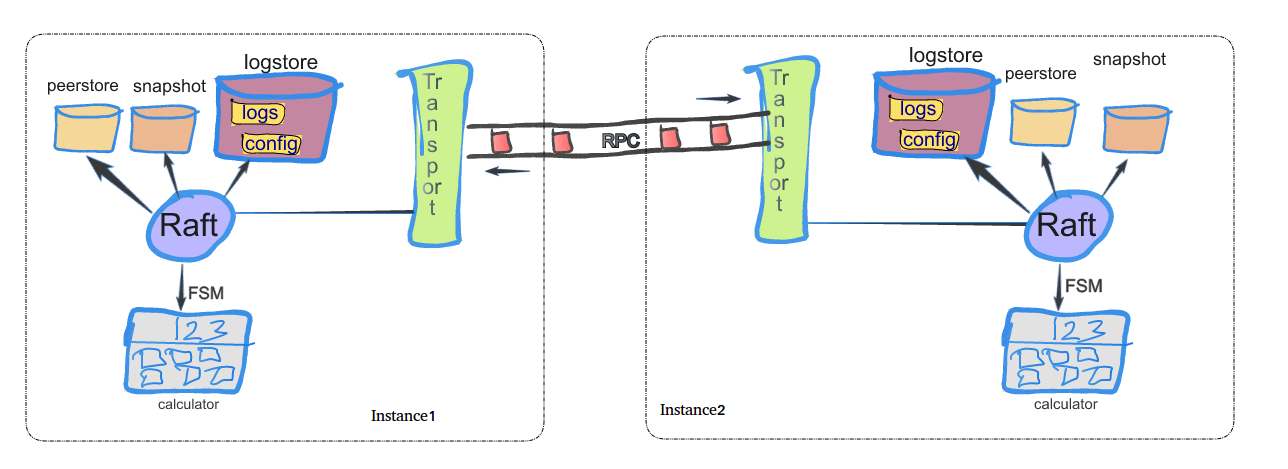 logstore
peerstore
snapshot
logs
config
Transport
Raft
FSM
123
calculator
Instance1
RPC
logstore
peerstore
snapshot
logs
config
Transport
Raft
FSM
123
calculator
Instance2